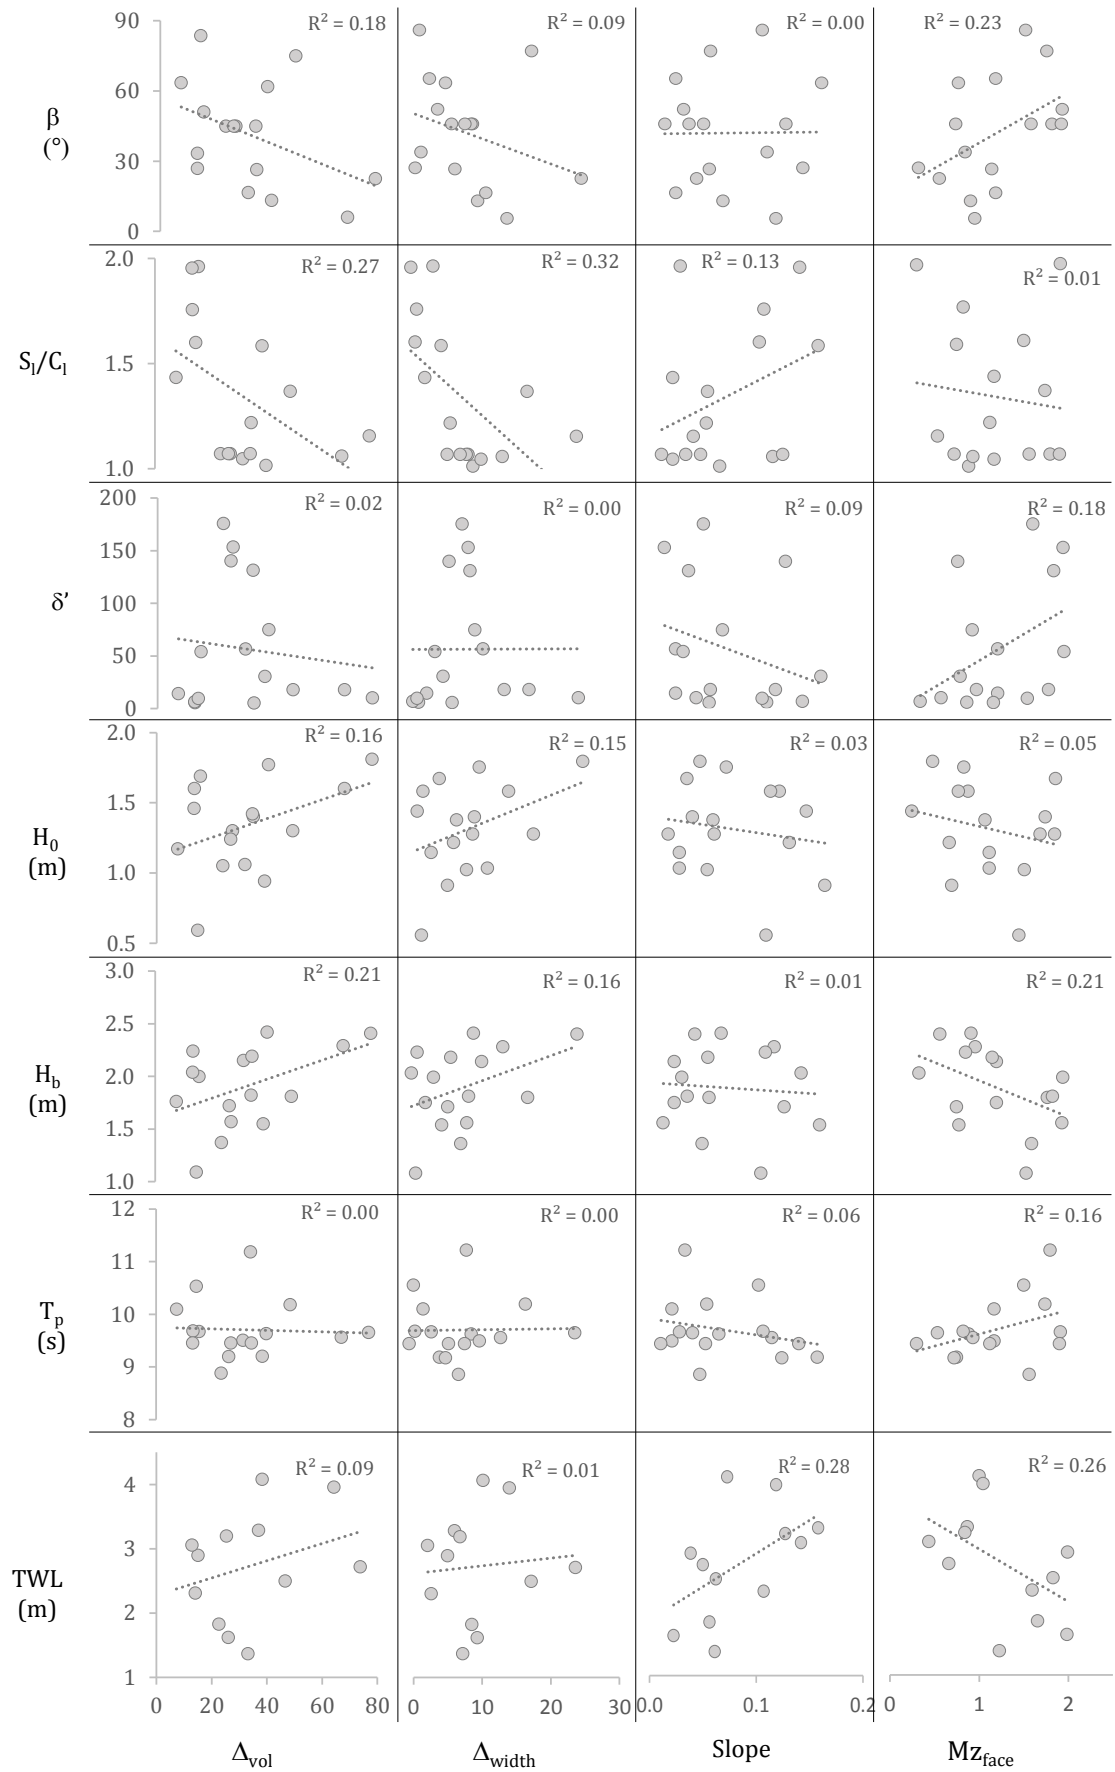 R² = 0.18
R² = 0.09
R² = 0.00
R² = 0.23
90
60
30
0
β
(°)
R² = 0.27
R² = 0.32
R² = 0.13
R² = 0.01
2.0
1.5
1.0
Sₗ/Cₗ
R² = 0.02
R² = 0.00
R² = 0.09
R² = 0.18
200
150
100
50
0
δ'
R² = 0.16
R² = 0.15
R² = 0.03
R² = 0.05
2.0
1.5
1.0
0.5
H₀
(m)
R² = 0.21
R² = 0.16
R² = 0.01
R² = 0.21
3.0
2.5
2.0
1.5
1.0
H_b
(m)
R² = 0.00
R² = 0.00
R² = 0.06
R² = 0.16
12
11
10
9
8
T_p
(s)
R² = 0.09
R² = 0.01
R² = 0.28
R² = 0.26
4
3
2
1
TWL
(m)
0 20 40 60 80
0 10 20 30
0.0 0.1 0.2
0 1 2
Δvol
Δwidth
Slope
Mzface